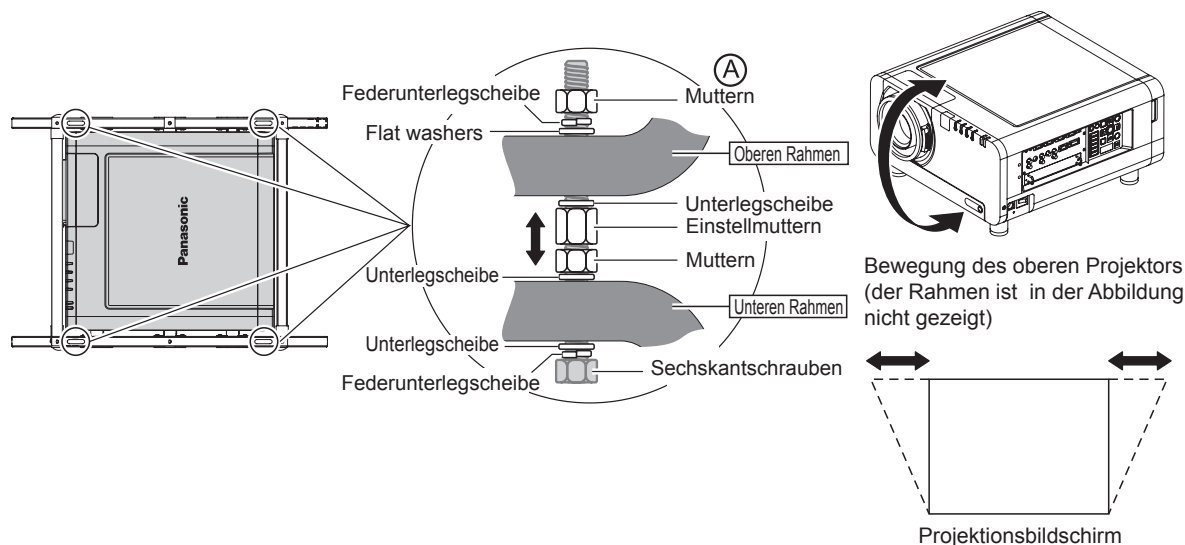 Panasonic
Federunterlegscheibe
Flat washers
Unterlegscheibe
Unterlegscheibe
Federunterlegscheibe
A
Muttern
Oberen Rahmen
Unterlegscheibe
Einstellmuttern
Muttern
Unteren Rahmen
Sechskantschrauben
Bewegung des oberen Projektors
(der Rahmen ist in der Abbildung
nicht gezeigt)
Projektionsbildschirm